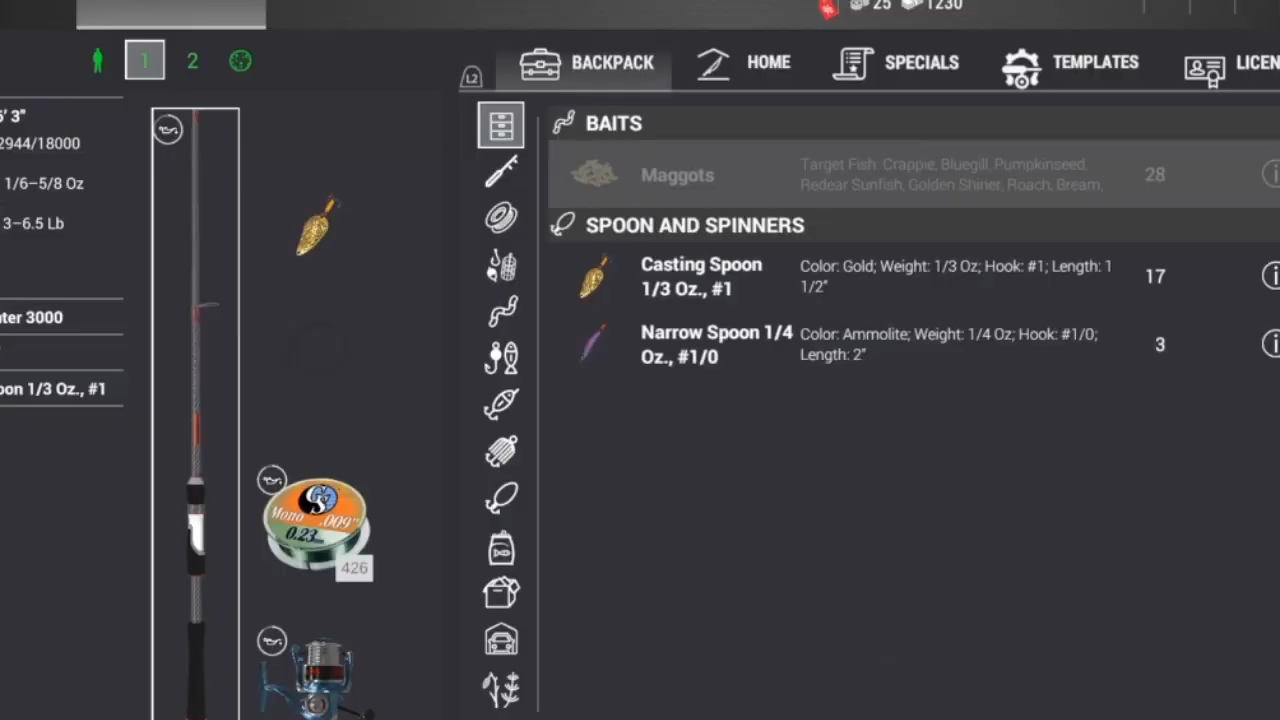 25 1230
1 2
L2 BACKPACK HOME SPECIALS TEMPLATES LICEN
6' 3"
2944/18000
1/6–5/8 Oz
3–6.5 Lb
ter 3000
oon 1/3 Oz., #1
Mono .009"
0.23mm
426
BAITS
Maggots
Target Fish: Crappie, Bluegill, Pumpkinseed,
Redear Sunfish, Golden Shiner, Roach, Bream,
28
SPOON AND SPINNERS
Casting Spoon
1/3 Oz., #1
Color: Gold; Weight: 1/3 Oz; Hook: #1; Length: 1
1/2"
17
Narrow Spoon 1/4
Oz., #1/0
Color: Ammolite; Weight: 1/4 Oz; Hook: #1/0;
Length: 2"
3